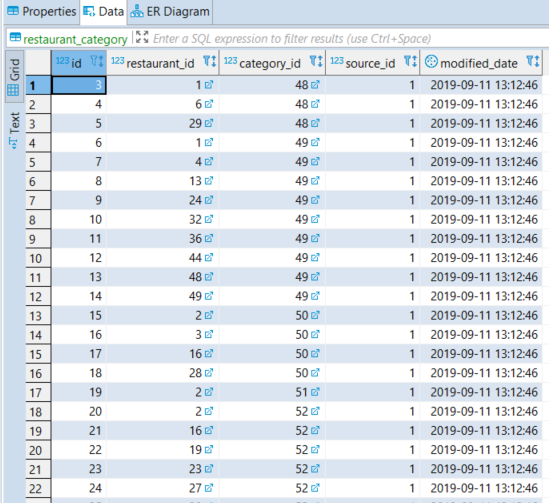 Properties Data ER Diagram
restaurant_category Enter a SQL expression to filter results (use Ctrl+Space)
Grid
Text
123 id 123 restaurant_id 123 category_id 123 source_id modified_date
1 3 1 48 1 2019-09-11 13:12:46
2 4 6 48 1 2019-09-11 13:12:46
3 5 29 48 1 2019-09-11 13:12:46
4 6 1 49 1 2019-09-11 13:12:46
5 7 4 49 1 2019-09-11 13:12:46
6 8 13 49 1 2019-09-11 13:12:46
7 9 24 49 1 2019-09-11 13:12:46
8 10 32 49 1 2019-09-11 13:12:46
9 11 36 49 1 2019-09-11 13:12:46
10 12 44 49 1 2019-09-11 13:12:46
11 13 48 49 1 2019-09-11 13:12:46
12 14 49 49 1 2019-09-11 13:12:46
13 15 2 50 1 2019-09-11 13:12:46
14 16 3 50 1 2019-09-11 13:12:46
15 17 16 50 1 2019-09-11 13:12:46
16 18 28 50 1 2019-09-11 13:12:46
17 19 2 51 1 2019-09-11 13:12:46
18 20 2 52 1 2019-09-11 13:12:46
19 21 16 52 1 2019-09-11 13:12:46
20 22 19 52 1 2019-09-11 13:12:46
21 23 23 52 1 2019-09-11 13:12:46
22 24 27 52 1 2019-09-11 13:12:46